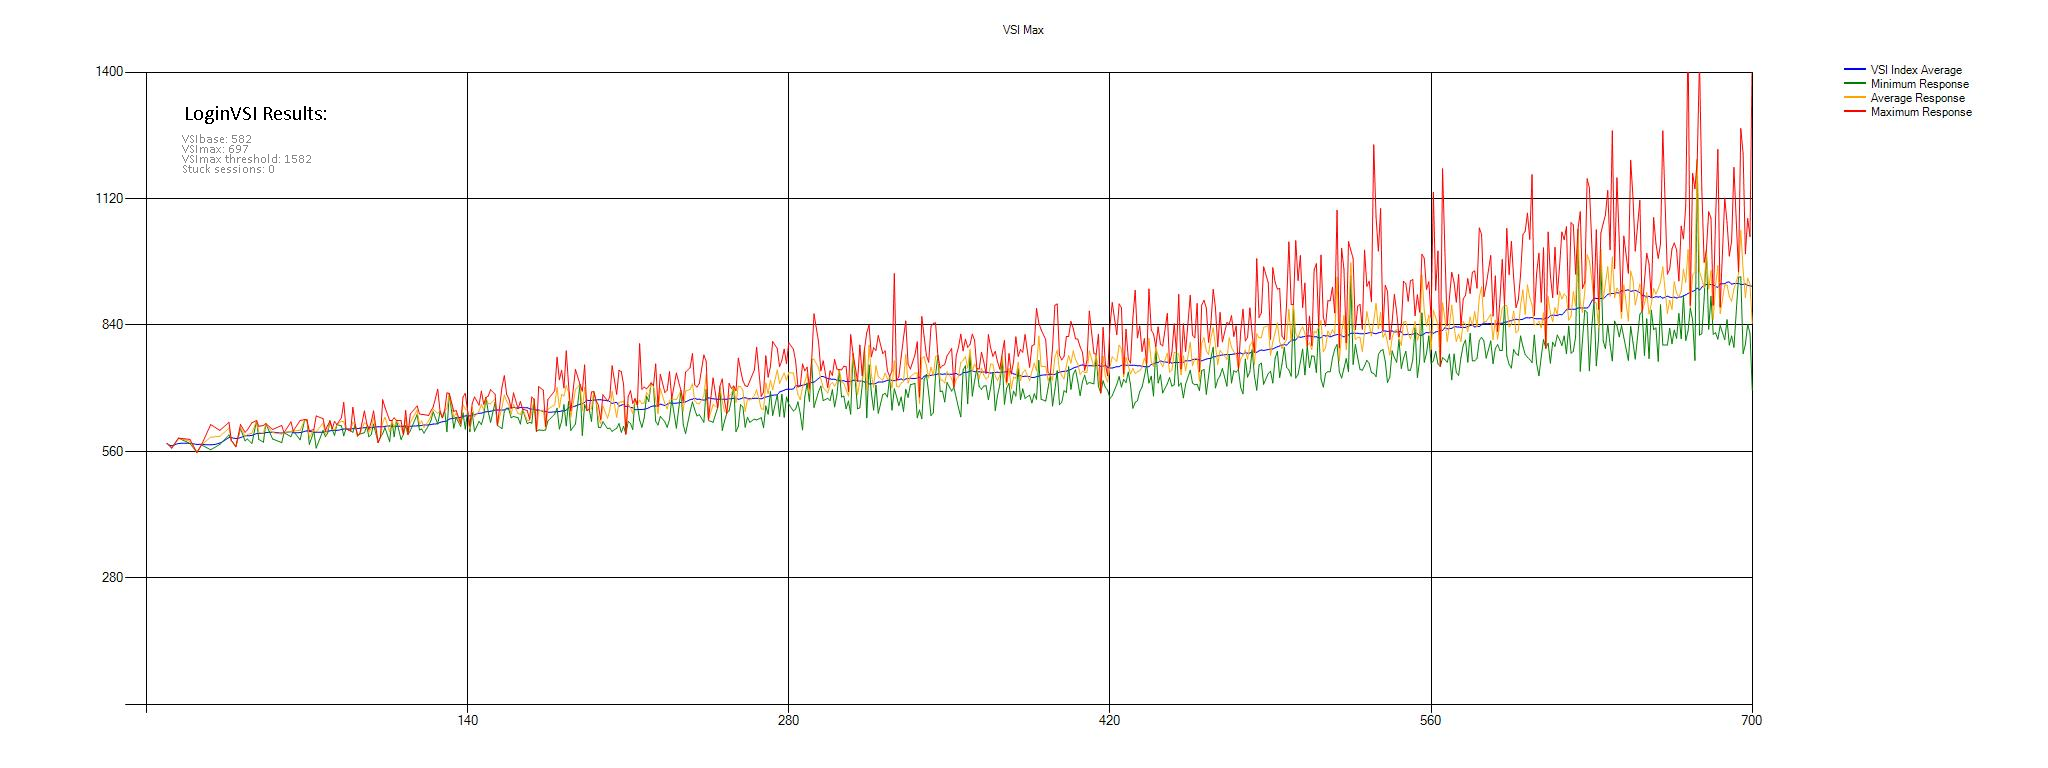 VSI Max
1400
1120
840
560
280
140
280
420
560
700
LoginVSI Results:
VSIbase: 582
VSImax: 697
VSImax threshold: 1582
Stuck sessions: 0
VSI Index Average
Minimum Response
Average Response
Maximum Response